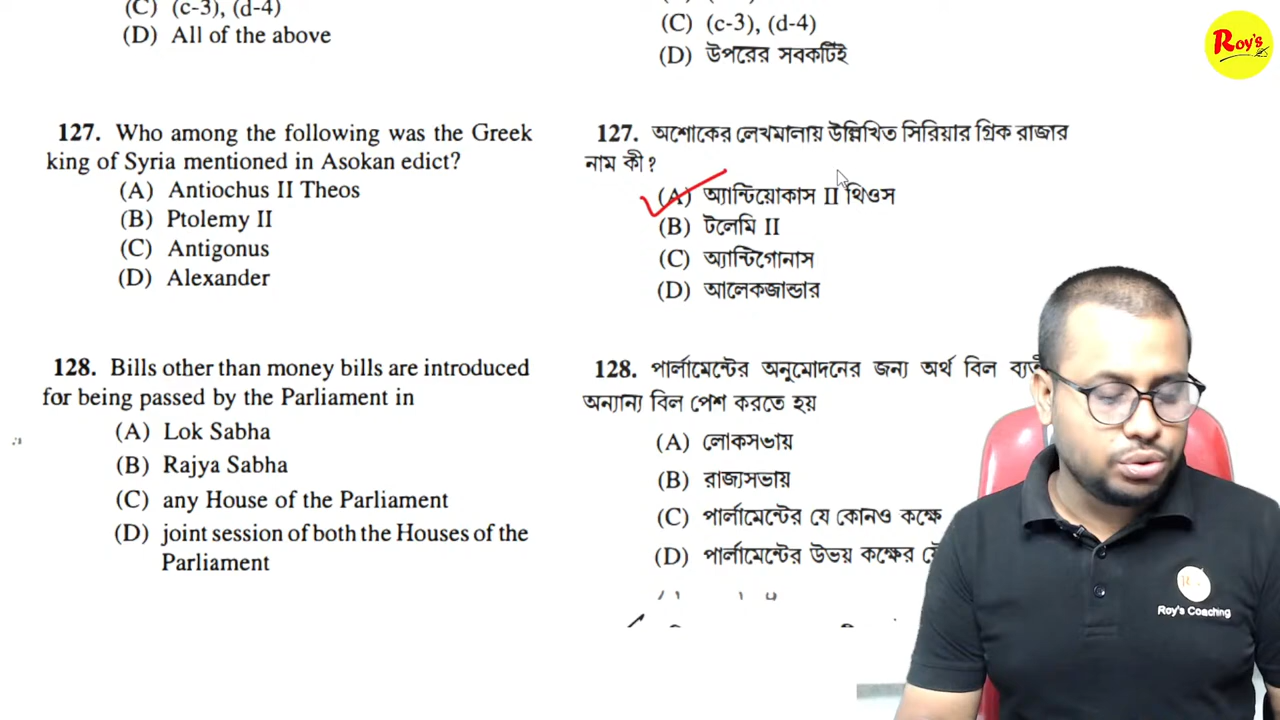 (C) (c-3), (d-4)
(D) All of the above
127. Who among the following was the Greek
king of Syria mentioned in Asokan edict?
(A) Antiochus II Theos
(B) Ptolemy II
(C) Antigonus
(D) Alexander
128. Bills other than money bills are introduced
for being passed by the Parliament in
(A) Lok Sabha
(B) Rajya Sabha
(C) any House of the Parliament
(D) joint session of both the Houses of the
Parliament
(C) (c-3), (d-4)
(D) উপরের সবকটিই
127. অশোকের লেখমালায় উল্লিখিত সিরিয়ার গ্রিক রাজার
নাম কী?
(A) অ্যান্টিয়োকাস II থিওস
(B) টলেমি II
(C) অ্যান্টিগোনাস
(D) আলেকজান্ডার
128. পার্লামেন্টের অনুমোদনের জন্য অর্থ বিল
অন্যান্য বিল পেশ করতে হয়
(A) লোকসভায়
(B) রাজ্যসভায়
(C) পার্লামেন্টের যে কোনও কক্ষে
(D) পার্লামেন্টের উভয় কক্ষের
Roy's
Roy's Coaching